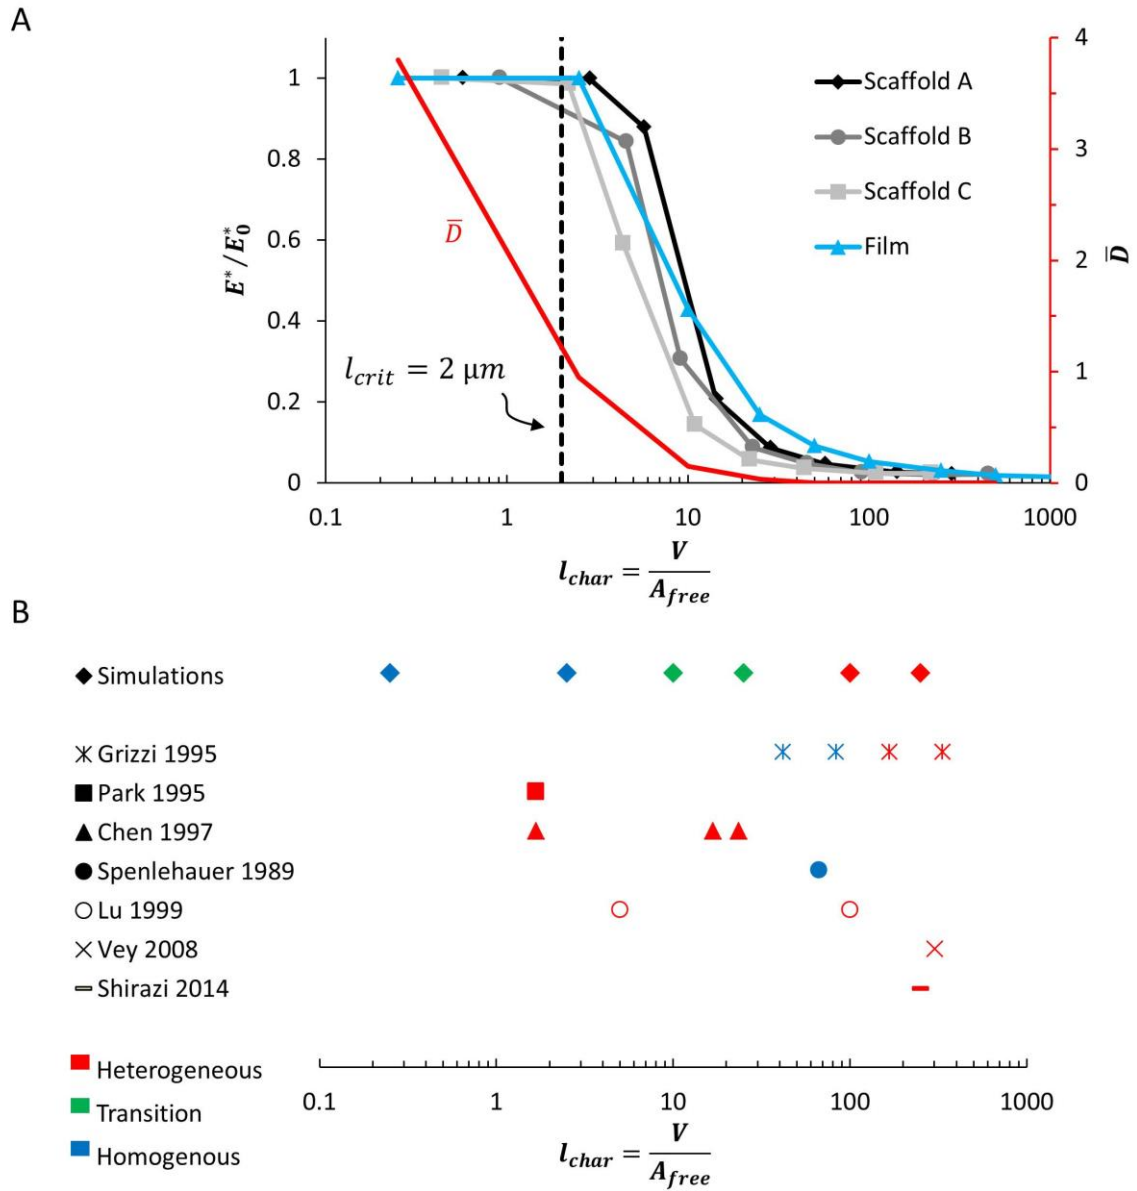 A
E*/E0*
1
0.8
0.6
0.4
0.2
0
D̅
l_crit = 2 μm
Scaffold A
Scaffold B
Scaffold C
Film
4
3
2
1
0
D̅
0.1 1 10 100 1000
l_char = V/A_free
B
Simulations
Grizzi 1995
Park 1995
Chen 1997
Spenlehauer 1989
Lu 1999
Vey 2008
Shirazi 2014
Heterogeneous
Transition
Homogenous
0.1 1 10 100 1000
l_char = V/A_free